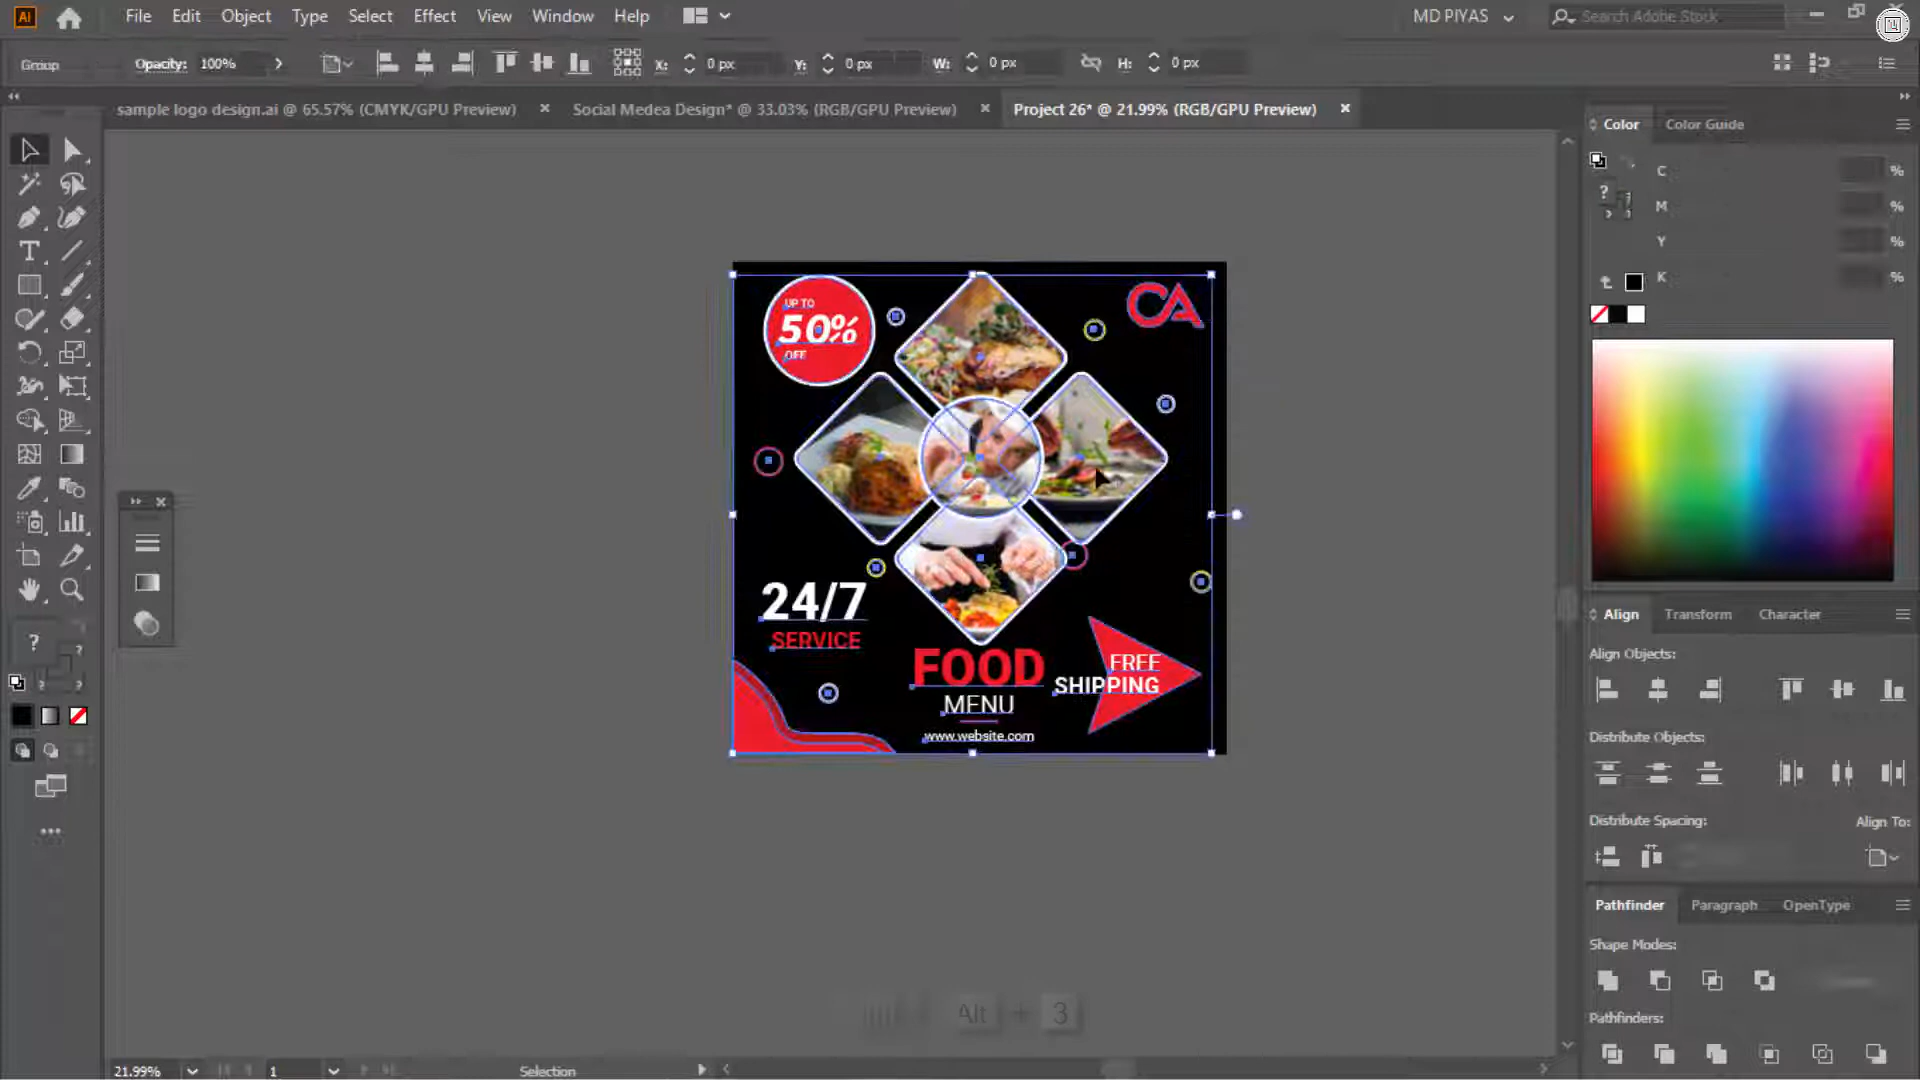 Ai File Edit Object Type Select Effect View Window Help MD PIYAS Search Adobe Stock
Group Opacity: 100% X: 0 px Y: 0 px W: 0 px H: 0 px
sample logo design.ai @ 65.57% (CMYK/GPU Preview) Social Medea Design* @ 33.03% (RGB/GPU Preview) Project 26* @ 21.99% (RGB/GPU Preview)
Color Color Guide
C %
M %
Y %
K %
UP TO
50%
OFF
CA
24/7
SERVICE
FOOD
MENU
www.website.com
FREE
SHIPPING
Align Transform Character
Align Objects:
Distribute Objects:
Distribute Spacing: Align To:
Pathfinder Paragraph OpenType
Shape Modes:
Pathfinders:
Alt + 3
21.99% 1 Selection